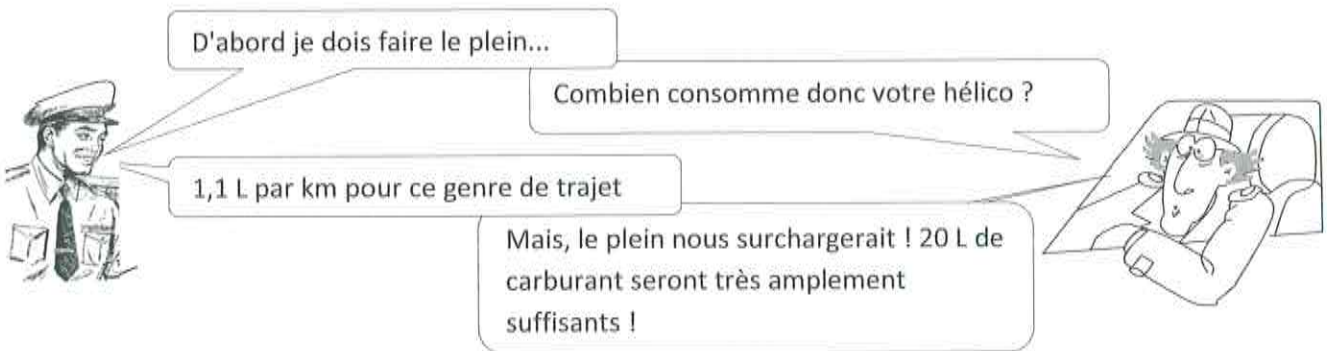 D'abord je dois faire le plein...
Combien consomme donc votre hélico ?
1,1 L par km pour ce genre de trajet
Mais, le plein nous surchargerait ! 20 L de
carburant seront très amplement
suffisants !